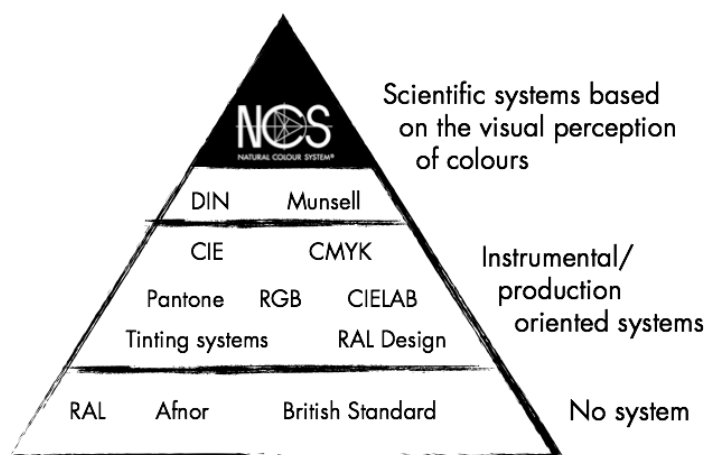 NCS
NATURAL COLOUR SYSTEM®
Scientific systems based
on the visual perception
of colours
DIN Munsell
CIE CMYK
Pantone RGB CIELAB
Tinting systems RAL Design
Instrumental/
production
oriented systems
RAL Afnor British Standard
No system